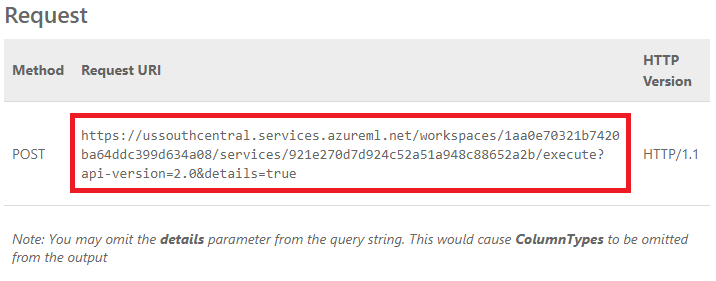 Request
Method Request URI HTTP Version
POST https://ussouthcentral.services.azureml.net/workspaces/1aa0e70321b7420 HTTP/1.1
ba64ddc399d634a08/services/921e270d7d924c52a51a948c88652a2b/execute?
api-version=2.0&details=true
Note: You may omit the details parameter from the query string. This would cause ColumnTypes to be omitted
from the output